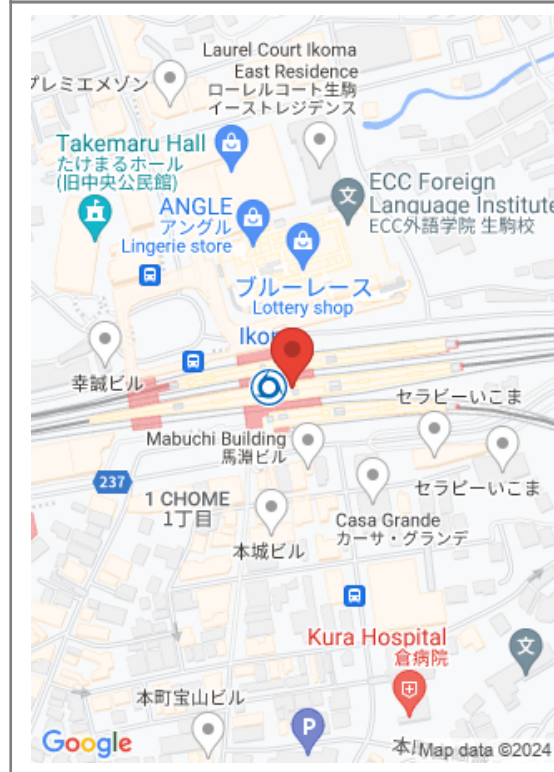 Laurel Court Ikoma
East Residence
ローレルコート生駒
イーストレジデンス
プレミエメゾン
Takemaru Hall
たけまるホール
(旧中央公民館)
ANGLE
アングル
Lingerie store
ECC Foreign
Language Institute
ECC外語学院 生駒校
ブルーレース
Lottery shop
Iko
幸誠ビル
セラビーいこま
Mabuchi Building
馬淵ビル
237
1 CHOME
1丁目
セラビーいこま
本城ビル
Casa Grande
カーサ・グランデ
Kura Hospital
倉病院
本町宝山ビル
P
Google
本
Map data ©2024